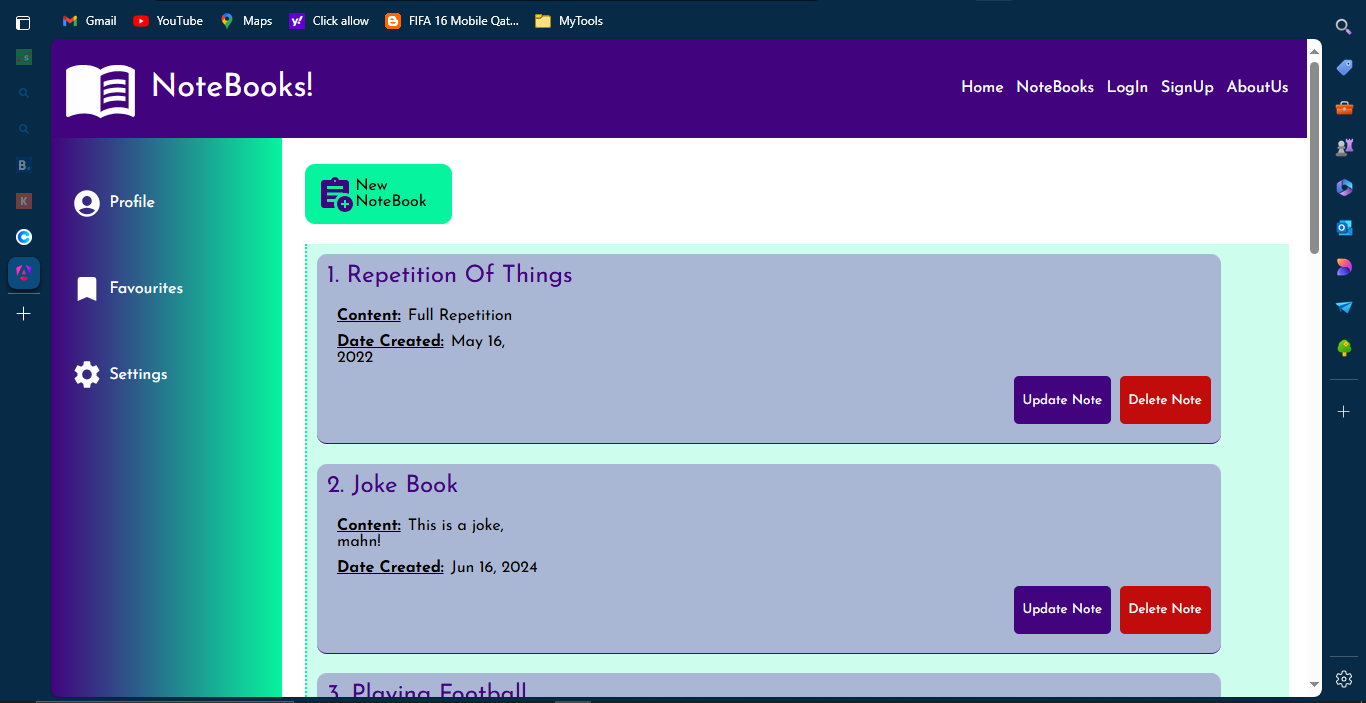 Gmail YouTube Maps Click allow FIFA 16 Mobile Qat... MyTools
NoteBooks!
Home NoteBooks LogIn SignUp AboutUs
Profile
Favourites
Settings
New
NoteBook
1. Repetition Of Things
Content: Full Repetition
Date Created: May 16,
2022
Update Note Delete Note
2. Joke Book
Content: This is a joke,
mahn!
Date Created: Jun 16, 2024
Update Note Delete Note
3. Playing Football